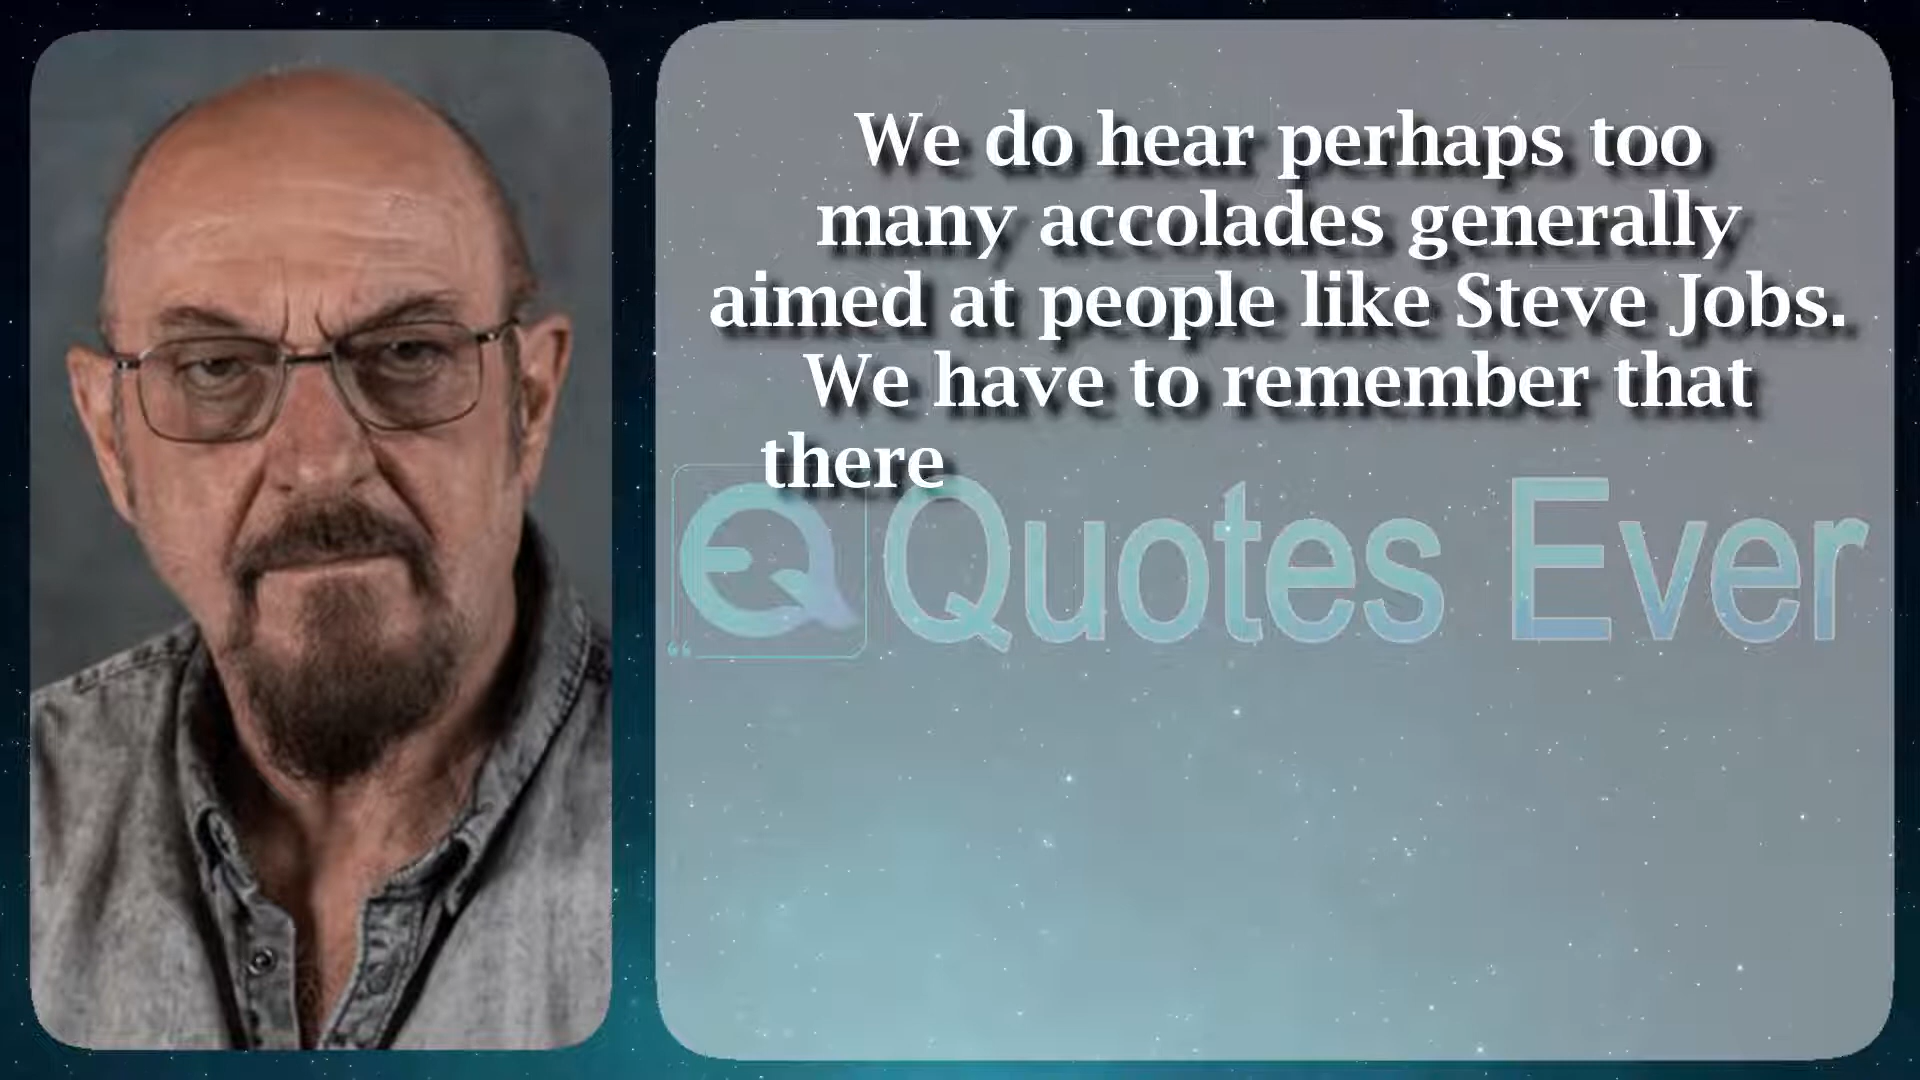 We do hear perhaps too
many accolades generally
aimed at people like Steve Jobs.
We have to remember that
there
EQ Quotes Ever